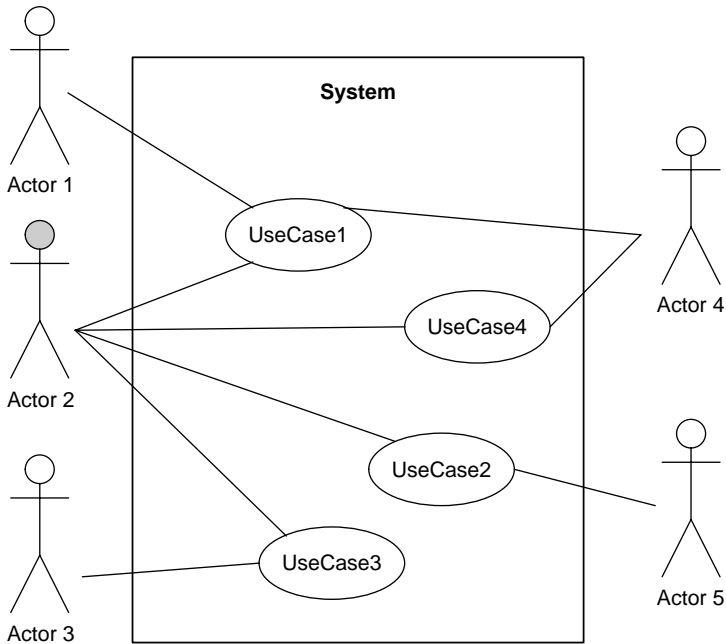 System
Actor 1
UseCase1
Actor 4
UseCase4
Actor 2
UseCase2
UseCase3
Actor 5
Actor 3